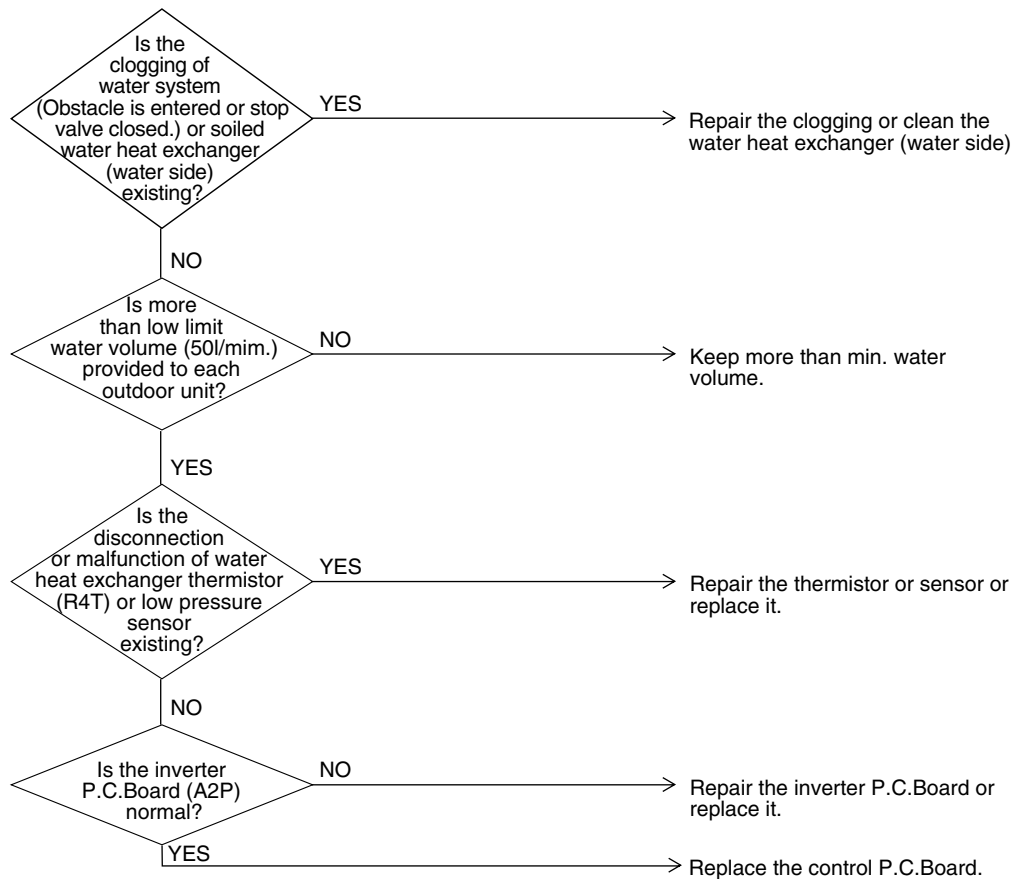 Is the
clogging of
water system
(Obstacle is entered or stop
valve closed.) or soiled
water heat exchanger
(water side)
existing?
YES
Repair the clogging or clean the
water heat exchanger (water side)
NO
Is more
than low limit
water volume (50l/mim.)
provided to each
outdoor unit?
NO
Keep more than min. water
volume.
YES
Is the
disconnection
or malfunction of water
heat exchanger thermistor
(R4T) or low pressure
sensor
existing?
YES
Repair the thermistor or sensor or
replace it.
NO
Is the inverter
P.C.Board (A2P)
normal?
NO
Repair the inverter P.C.Board or
replace it.
YES
Replace the control P.C.Board.